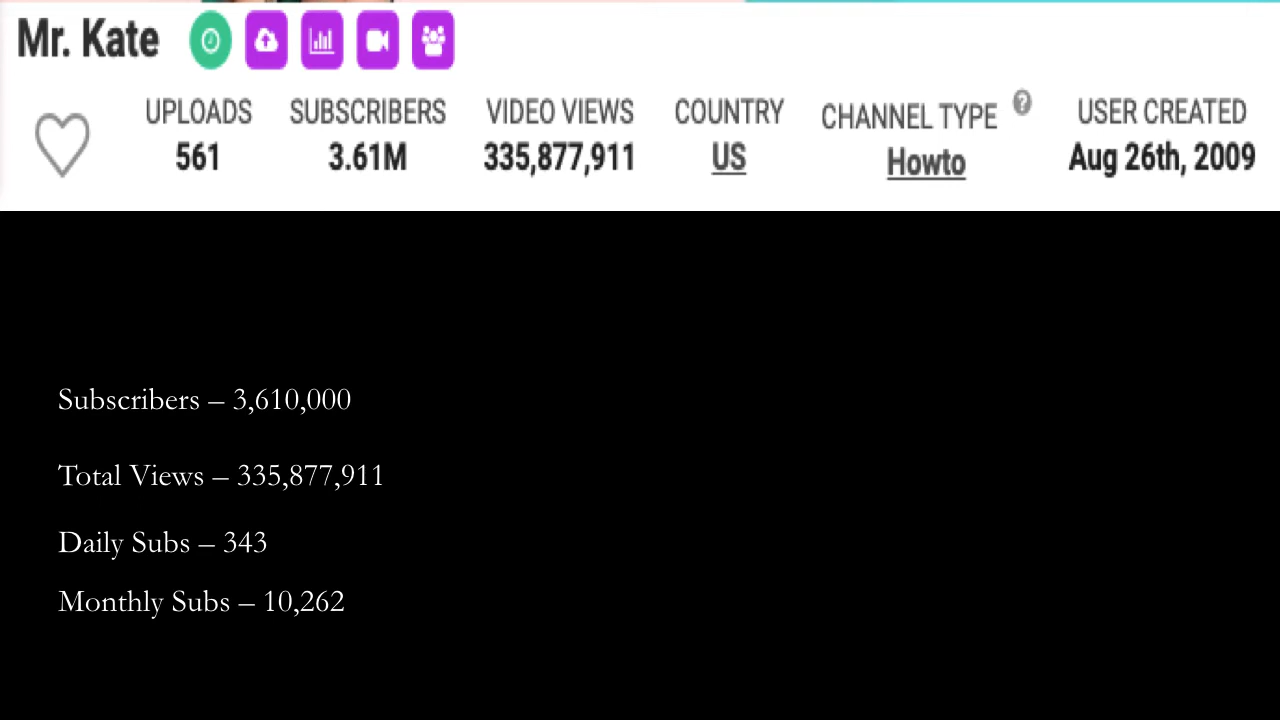 Mr. Kate
UPLOADS SUBSCRIBERS VIDEO VIEWS COUNTRY CHANNEL TYPE ? USER CREATED
561 3.61M 335,877,911 US Howto Aug 26th, 2009
Subscribers – 3,610,000
Total Views – 335,877,911
Daily Subs – 343
Monthly Subs – 10,262